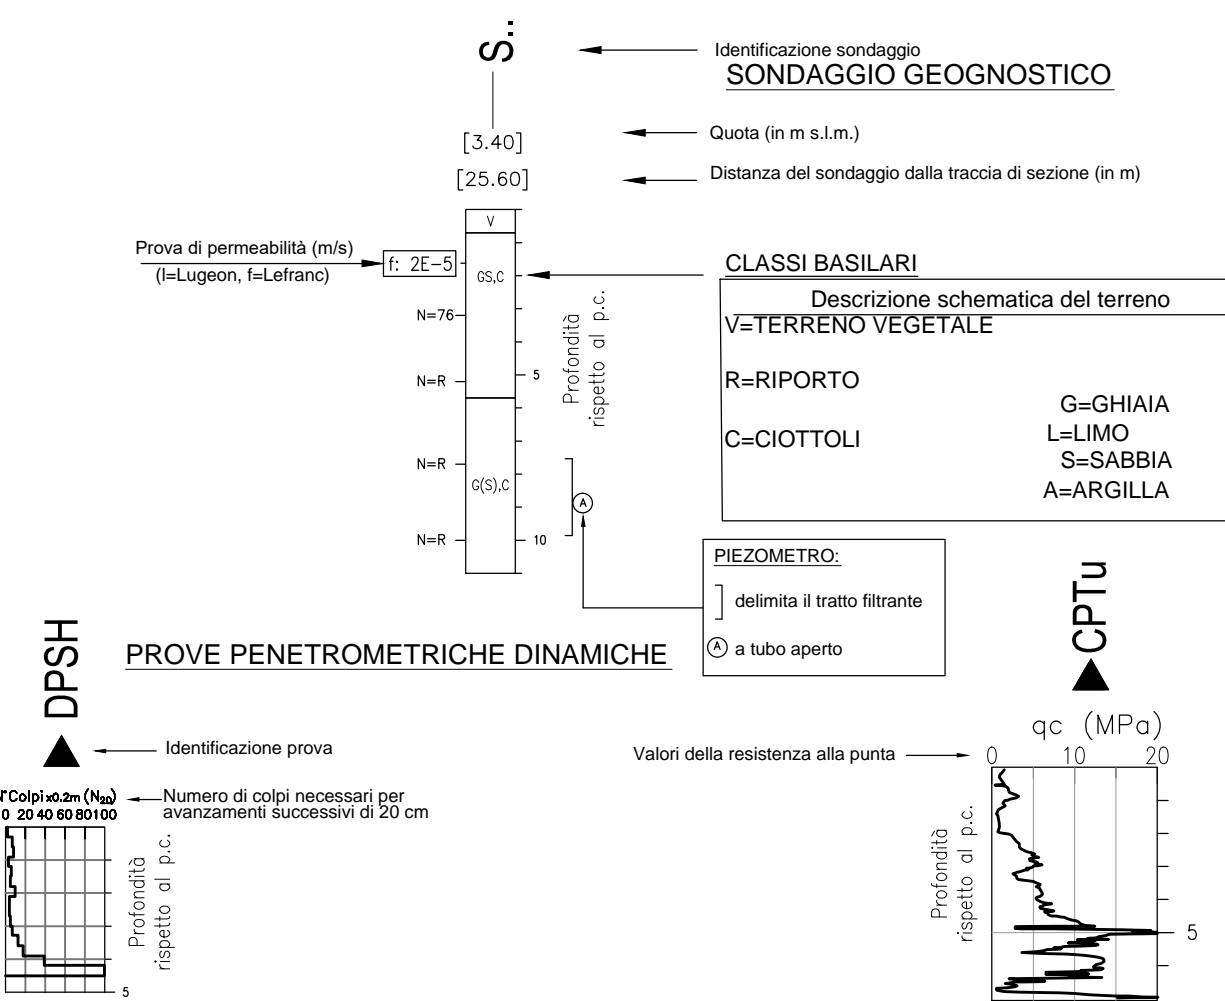 S..
Identificazione sondaggio
SONDAGGIO GEOGNOSTICO
[3.40]
Quota (in m s.l.m.)
[25.60]
Distanza del sondaggio dalla traccia di sezione (in m)
V
Prova di permeabilità (m/s)
(l=Lugeon, f=Lefranc)
f: 2E-5
GS,C
N=76
N=R
5
N=R
G(S),C
N=R
10
Profondità
rispetto al p.c.
A
CLASSI BASILARI
Descrizione schematica del terreno
V=TERRENO VEGETALE
R=RIPORTO
C=CIOTTOLI
G=GHIAIA
L=LIMO
S=SABBIA
A=ARGILLA
PIEZOMETRO:
delimita il tratto filtrante
A a tubo aperto
DPSH
PROVE PENETROMETRICHE DINAMICHE
Identificazione prova
N°Colpi x0.2m (N20)
Numero di colpi necessari per
avanzamenti successivi di 20 cm
0 20 40 60 80 100
Profondità
rispetto al p.c.
5
CPTu
qc (MPa)
Valori della resistenza alla punta
0 10 20
Profondità
rispetto al p.c.
5